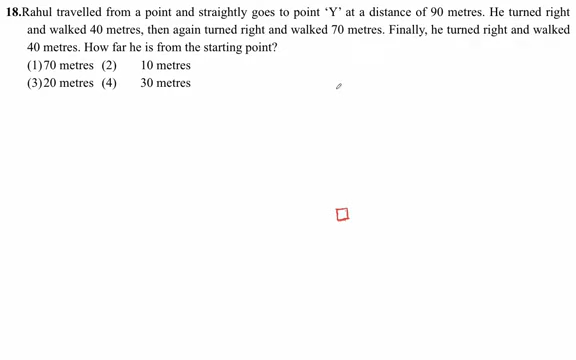 18.Rahul travelled from a point and straightly goes to point ‘Y’ at a distance of 90 metres. He turned right
and walked 40 metres, then again turned right and walked 70 metres. Finally, he turned right and walked
40 metres. How far he is from the starting point?
(1)70 metres (2) 10 metres
(3)20 metres (4) 30 metres